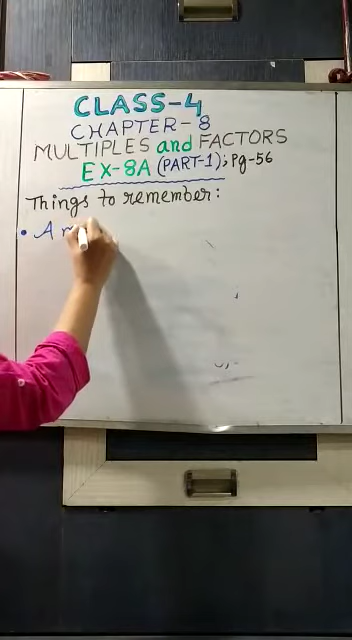 CLASS-4
CHAPTER-8
MULTIPLES and FACTORS
EX-8A (PART-1); Pg-56
Things to remember:
• A